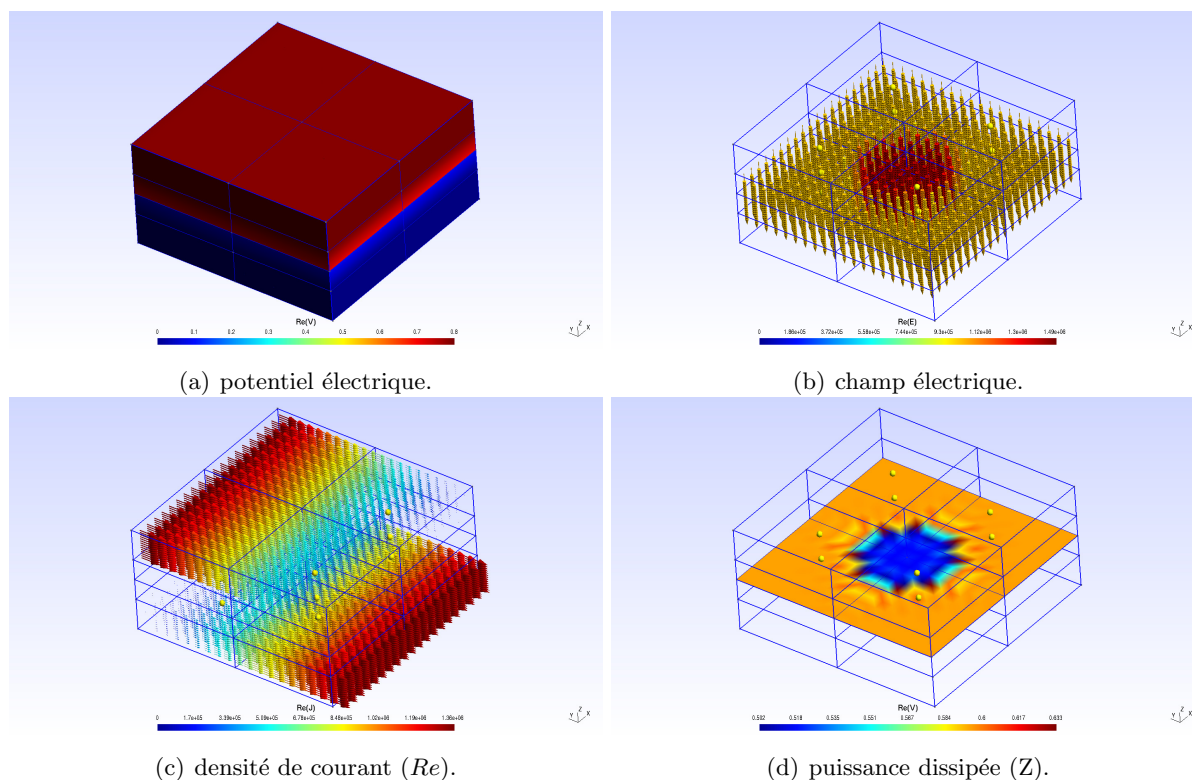 Re(V)
0 0.1 0.2 0.3 0.4 0.5 0.6 0.7 0.8
Y Z X
(a) potentiel électrique.
Re(E)
0 1.86e+05 3.72e+05 5.58e+05 7.44e+05 9.3e+05 1.12e+06 1.3e+06 1.49e+06
Y Z X
(b) champ électrique.
Re(J)
0 1.7e+05 3.39e+05 5.09e+05 6.78e+05 8.48e+05 1.02e+06 1.19e+06 1.36e+06
Y Z X
(c) densité de courant (Re).
Re(V)
0.502 0.518 0.535 0.551 0.567 0.584 0.6 0.617 0.633
Y Z X
(d) puissance dissipée (Z).